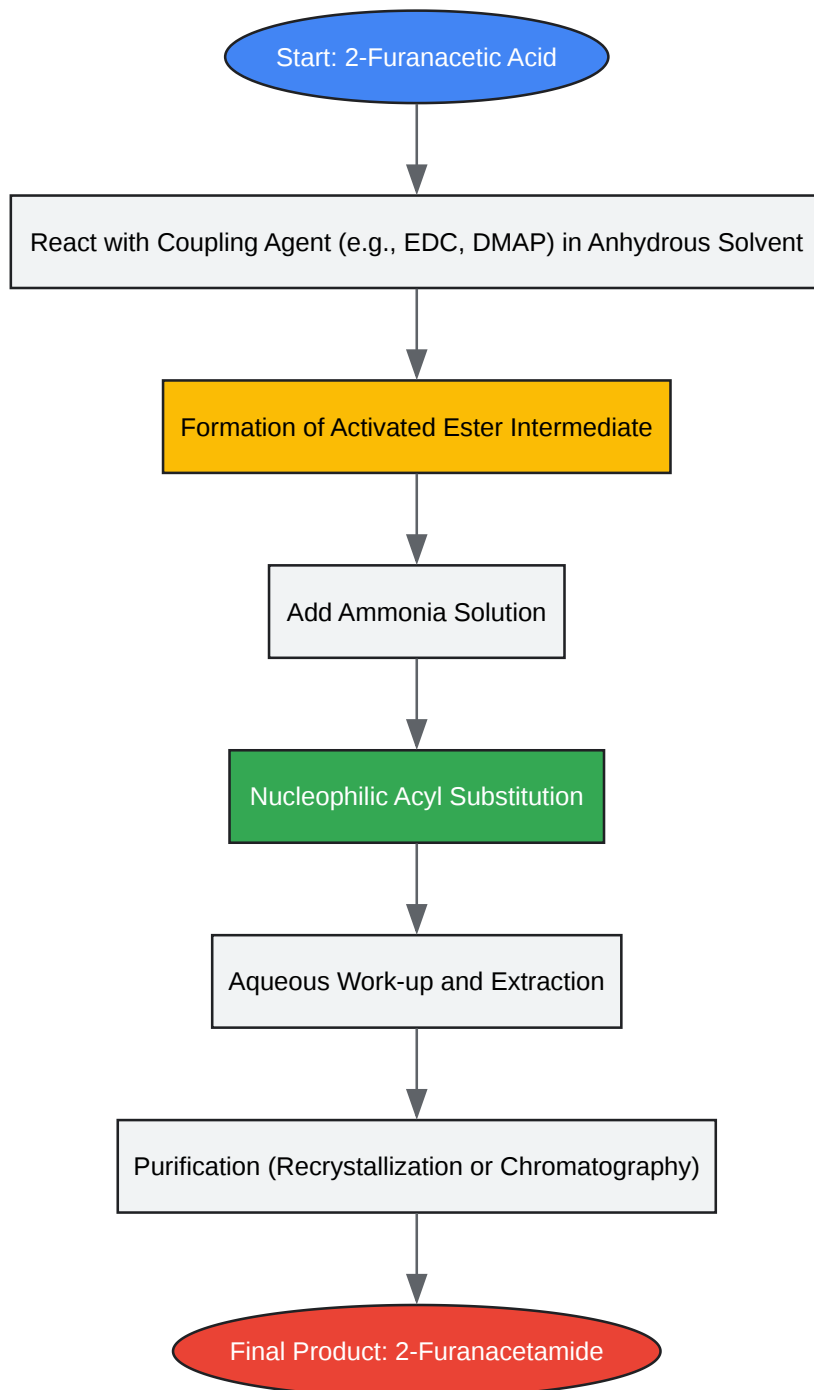 Start: 2-Furanacetic Acid
React with Coupling Agent (e.g., EDC, DMAP) in Anhydrous Solvent
Formation of Activated Ester Intermediate
Add Ammonia Solution
Nucleophilic Acyl Substitution
Aqueous Work-up and Extraction
Purification (Recrystallization or Chromatography)
Final Product: 2-Furanacetamide